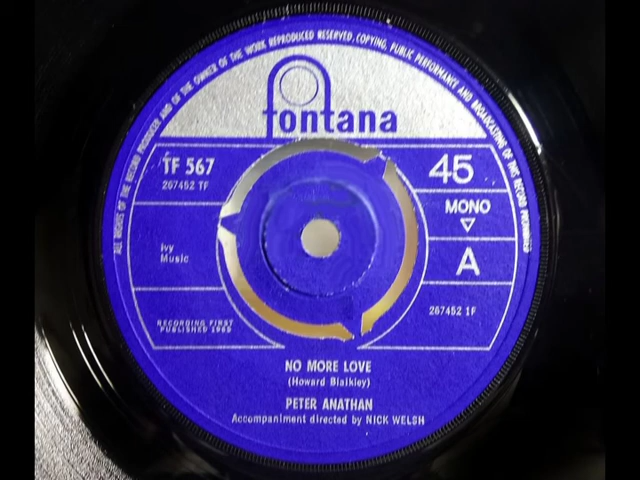 ALL RIGHTS OF THE RECORD PRODUCER AND OF THE OWNER OF THE WORK REPRODUCED RESERVED, COPYING, PUBLIC PERFORMANCE AND BROADCASTING OF THIS RECORD PROHIBITED
fontana
TF 567
267452 TF
45
MONO
A
Ivy
Music
267452 1F
RECORDING FIRST
PUBLISHED 1965
NO MORE LOVE
(Howard Blaikley)
PETER ANATHAN
Accompaniment directed by NICK WELSH